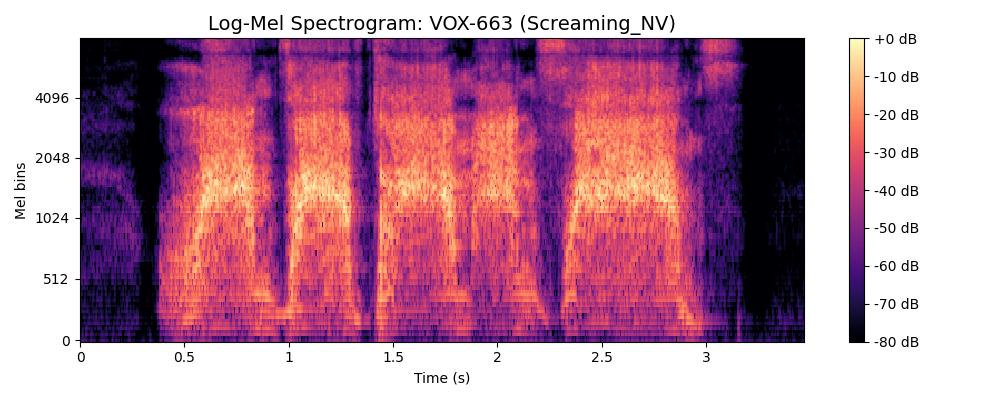 Log-Mel Spectrogram: VOX-663 (Screaming_NV)
Mel bins
4096
2048
1024
512
0
0
0.5
1
1.5
2
2.5
3
Time (s)
+0 dB
-10 dB
-20 dB
-30 dB
-40 dB
-50 dB
-60 dB
-70 dB
-80 dB